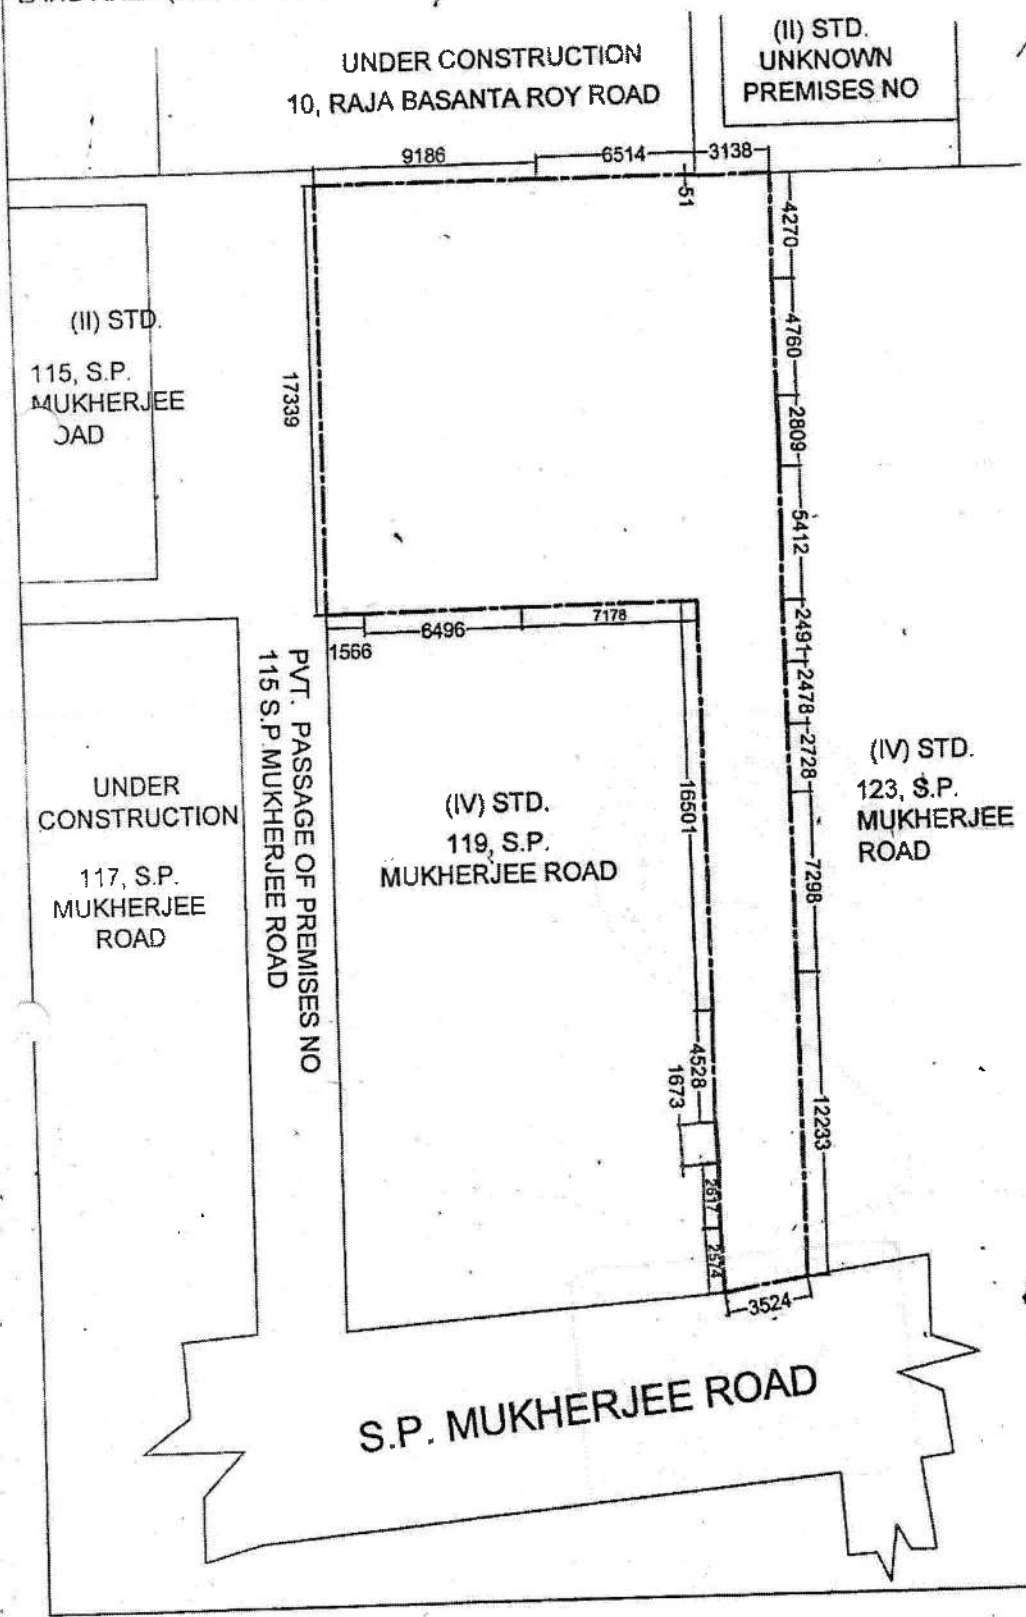 UNDER CONSTRUCTION
10, RAJA BASANTA ROY ROAD
(II) STD.
UNKNOWN
PREMISES NO
9186
6514
3138
51
4270
4760
2809
5412
2491
2478
2728
7298
12233
(II) STD.
115, S.P.
MUKHERJEE
OAD
17339
1566
6496
7178
PVT. PASSAGE OF PREMISES NO
115 S.P.MUKHERJEE ROAD
UNDER
CONSTRUCTION
117, S.P.
MUKHERJEE
ROAD
(IV) STD.
119, S.P.
MUKHERJEE ROAD
16501
4528
1673
2617
2574
3524
(IV) STD.
123, S.P.
MUKHERJEE
ROAD
S.P. MUKHERJEE ROAD